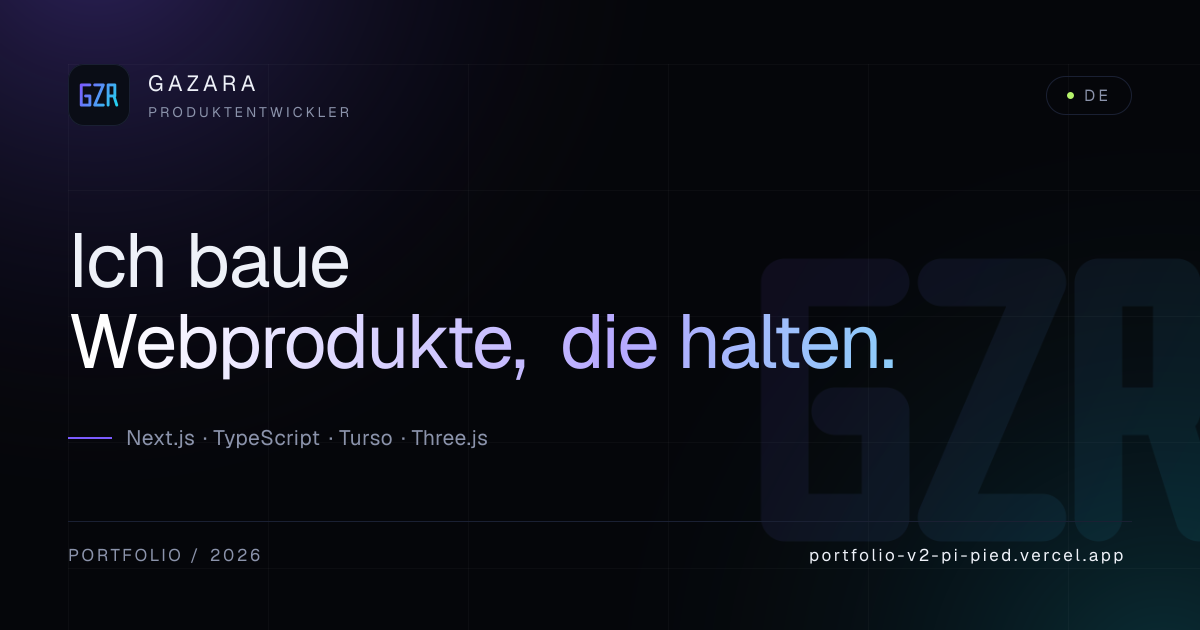 GZR
GAZARA
PRODUKTENTWICKLER
DE
Ich baue
Webprodukte, die halten.
Next.js · TypeScript · Turso · Three.js
GZR
PORTFOLIO / 2026
portfolio-v2-pi-pied.vercel.app